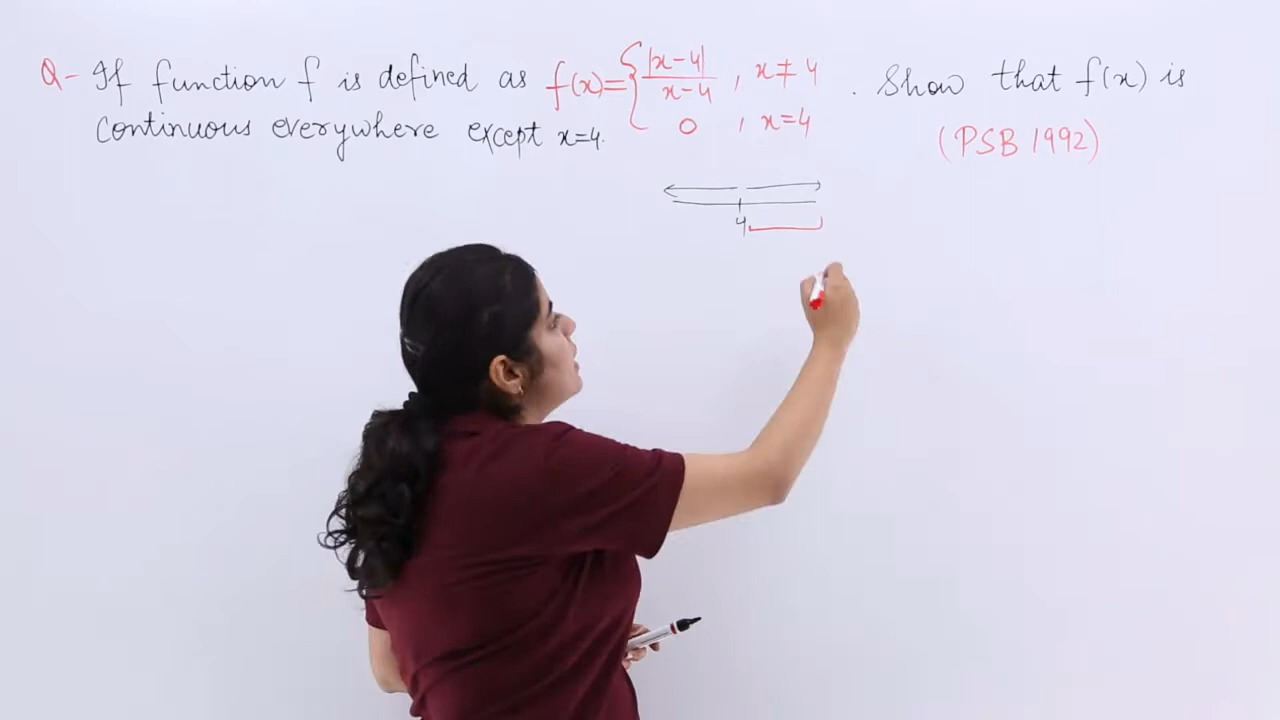 Q- If function f is defined as f(x)={ |x-4|/x-4 , x≠4 . Show that f(x) is
0 , x=4
continuous everywhere except x=4. (PSB 1992)
4